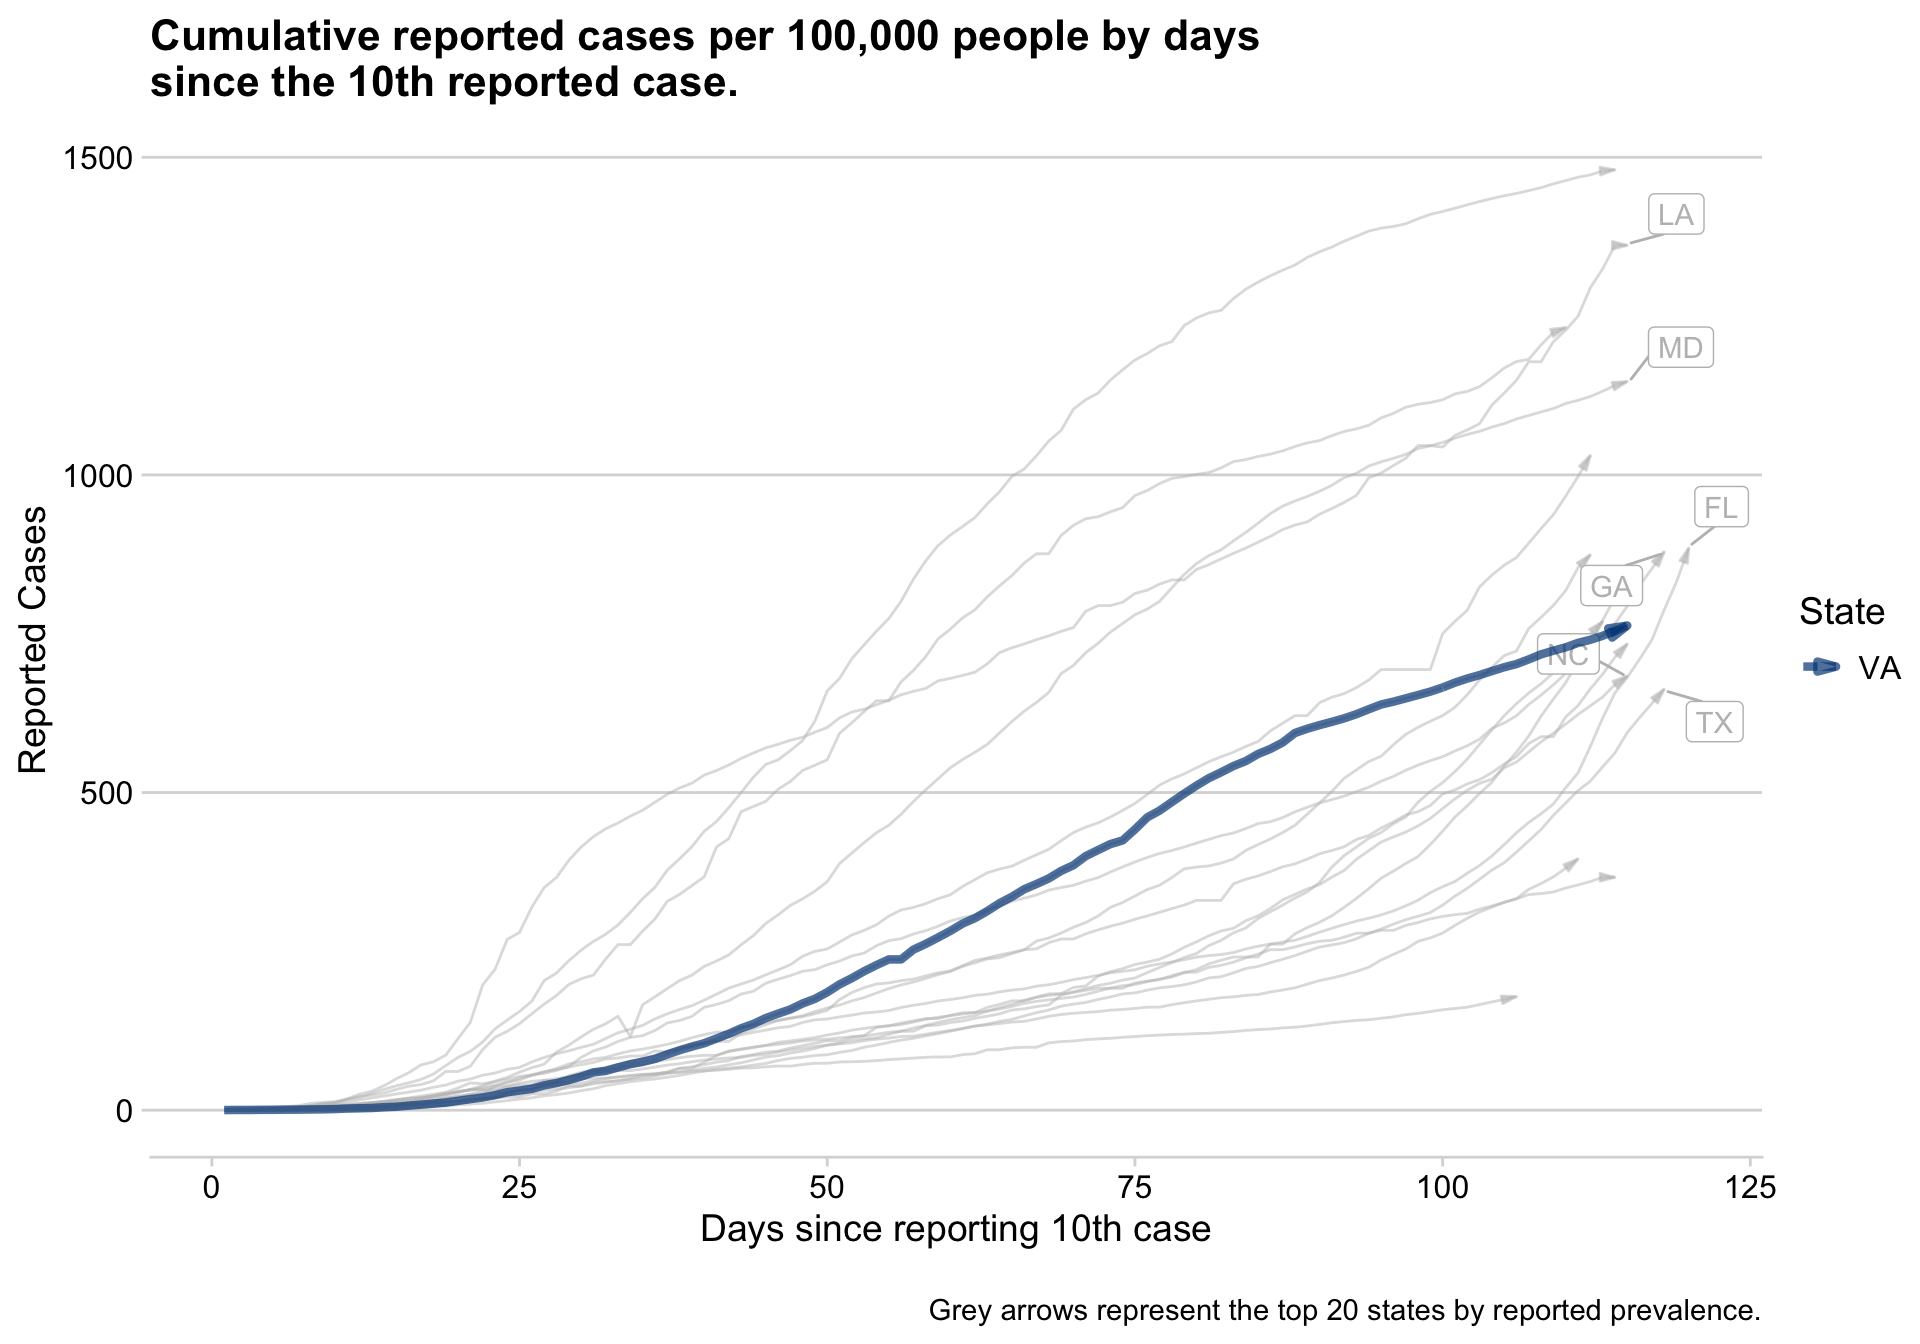 Cumulative reported cases per 100,000 people by days
since the 10th reported case.
1500
LA
MD
1000
FL
GA
Reported Cases
State
NC
VA
TX
500
0
0 25 50 75 100 125
Days since reporting 10th case
Grey arrows represent the top 20 states by reported prevalence.